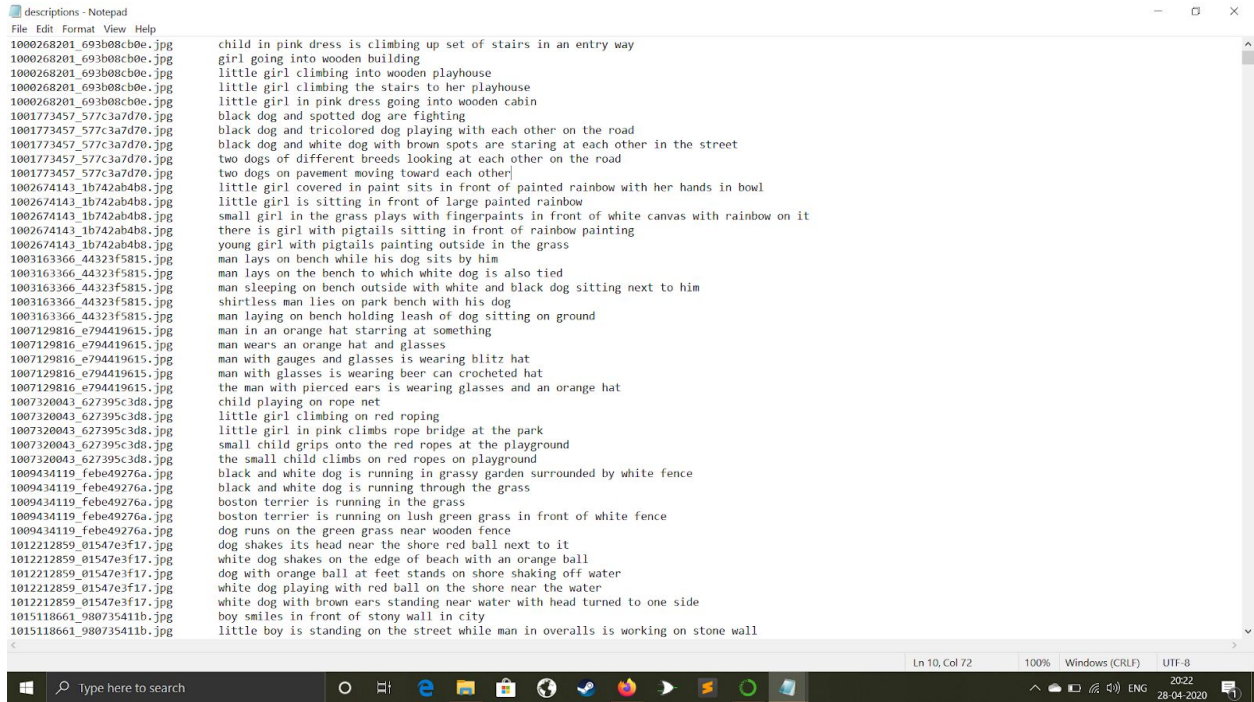 descriptions - Notepad
File Edit Format View Help
1000268201_693b08cb0e.jpg child in pink dress is climbing up set of stairs in an entry way
1000268201_693b08cb0e.jpg girl going into wooden building
1000268201_693b08cb0e.jpg little girl climbing into wooden playhouse
1000268201_693b08cb0e.jpg little girl climbing the stairs to her playhouse
1000268201_693b08cb0e.jpg little girl in pink dress going into wooden cabin
1001773457_577c3a7d70.jpg black dog and spotted dog are fighting
1001773457_577c3a7d70.jpg black dog and tricolored dog playing with each other on the road
1001773457_577c3a7d70.jpg black dog and white dog with brown spots are staring at each other in the street
1001773457_577c3a7d70.jpg two dogs of different breeds looking at each other on the road
1001773457_577c3a7d70.jpg two dogs on pavement moving toward each other
1002674143_1b742ab4b8.jpg little girl covered in paint sits in front of painted rainbow with her hands in bowl
1002674143_1b742ab4b8.jpg little girl is sitting in front of large painted rainbow
1002674143_1b742ab4b8.jpg small girl in the grass plays with fingerpaints in front of white canvas with rainbow on it
1002674143_1b742ab4b8.jpg there is girl with pigtails sitting in front of rainbow painting
1002674143_1b742ab4b8.jpg young girl with pigtails painting outside in the grass
1003163366_44323f5815.jpg man lays on bench while his dog sits by him
1003163366_44323f5815.jpg man lays on the bench to which white dog is also tied
1003163366_44323f5815.jpg man sleeping on bench outside with white and black dog sitting next to him
1003163366_44323f5815.jpg shirtless man lies on park bench with his dog
1003163366_44323f5815.jpg man laying on bench holding leash of dog sitting on ground
1007129816_e794419615.jpg man in an orange hat starring at something
1007129816_e794419615.jpg man wears an orange hat and glasses
1007129816_e794419615.jpg man with gauges and glasses is wearing blitz hat
1007129816_e794419615.jpg man with glasses is wearing beer can crocheted hat
1007129816_e794419615.jpg the man with pierced ears is wearing glasses and an orange hat
1007320043_627395c3d8.jpg child playing on rope net
1007320043_627395c3d8.jpg little girl climbing on red roping
1007320043_627395c3d8.jpg little girl in pink climbs rope bridge at the park
1007320043_627395c3d8.jpg small child grips onto the red ropes at the playground
1007320043_627395c3d8.jpg the small child climbs on red ropes on playground
1009434119_febe49276a.jpg black and white dog is running in grassy garden surrounded by white fence
1009434119_febe49276a.jpg black and white dog is running through the grass
1009434119_febe49276a.jpg boston terrier is running in the grass
1009434119_febe49276a.jpg boston terrier is running on lush green grass in front of white fence
1009434119_febe49276a.jpg dog runs on the green grass near wooden fence
1012212859_01547e3f17.jpg dog shakes its head near the shore red ball next to it
1012212859_01547e3f17.jpg white dog shakes on the edge of beach with an orange ball
1012212859_01547e3f17.jpg dog with orange ball at feet stands on shore shaking off water
1012212859_01547e3f17.jpg white dog playing with red ball on the shore near the water
1012212859_01547e3f17.jpg white dog with brown ears standing near water with head turned to one side
1015118661_980735411b.jpg boy smiles in front of stony wall in city
1015118661_980735411b.jpg little boy is standing on the street while man in overalls is working on stone wall
Ln 10, Col 72 100% Windows (CRLF) UTF-8
Type here to search ENG 20:22
28-04-2020